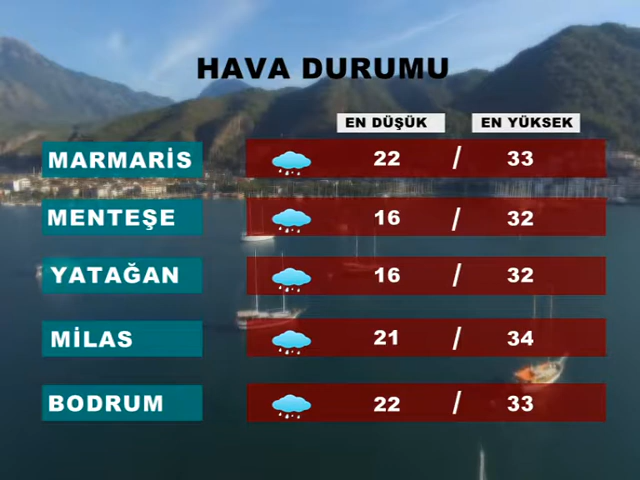 HAVA DURUMU
EN DÜŞÜK EN YÜKSEK
MARMARİS 22 / 33
MENTEŞE 16 / 32
YATAĞAN 16 / 32
MİLAS 21 / 34
BODRUM 22 / 33